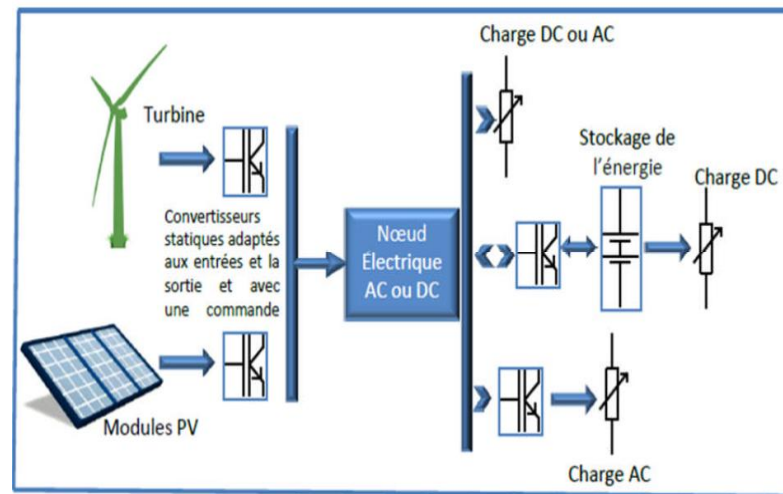 Charge DC ou AC
Turbine
Stockage de
l'énergie
Charge DC
Convertisseurs
statiques adaptés
aux entrées et la
sortie et avec
une commande
Nœud
Électrique
AC ou DC
Modules PV
Charge AC